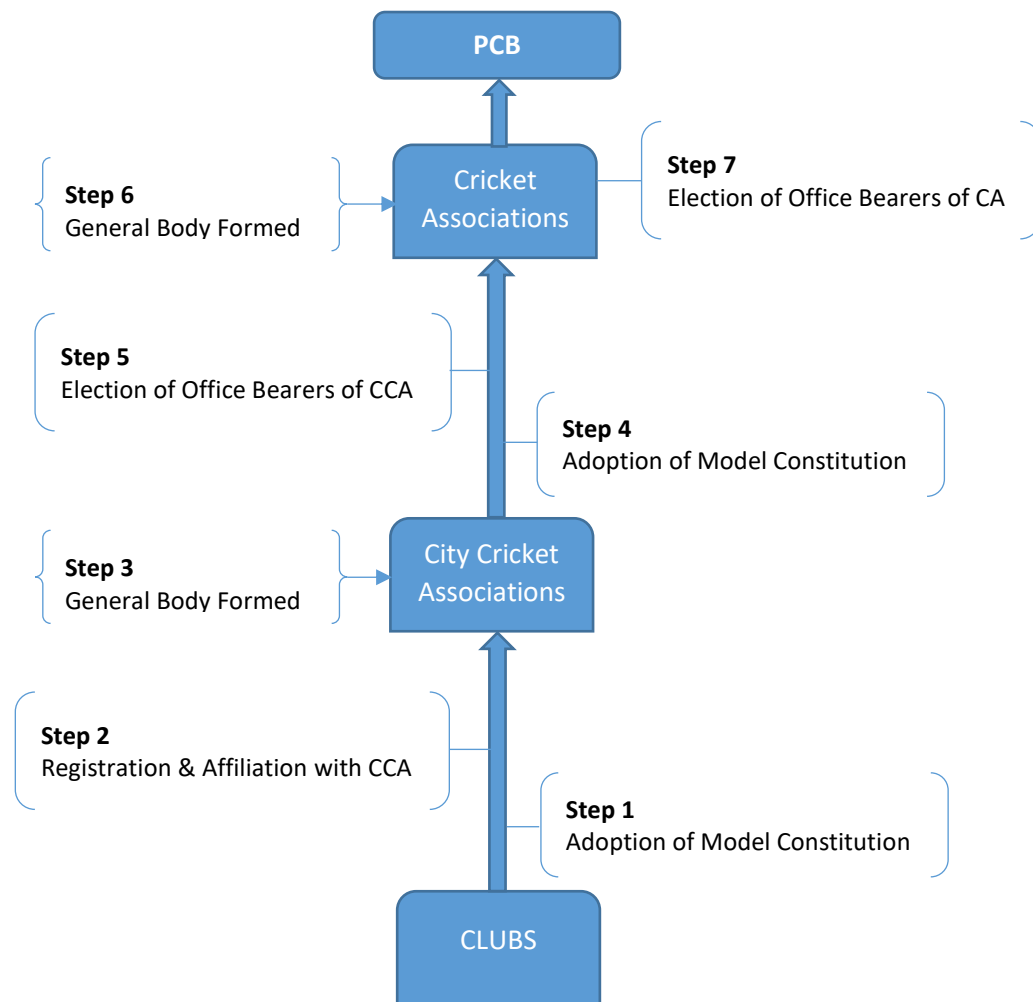 PCB
Cricket
Associations
Step 7
Election of Office Bearers of CA
Step 6
General Body Formed
Step 5
Election of Office Bearers of CCA
Step 4
Adoption of Model Constitution
City Cricket
Associations
Step 3
General Body Formed
Step 2
Registration & Affiliation with CCA
Step 1
Adoption of Model Constitution
CLUBS